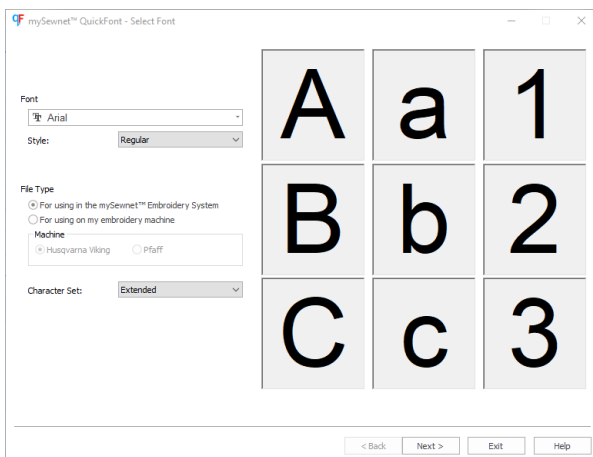 mySewnet™ QuickFont - Select Font
Font
Arial
Style: Regular
File Type
For using in the mySewnet™ Embroidery System
For using on my embroidery machine
Machine
Husqvarna Viking Pfaff
Character Set: Extended
A a 1
B b 2
C c 3
< Back Next > Exit Help